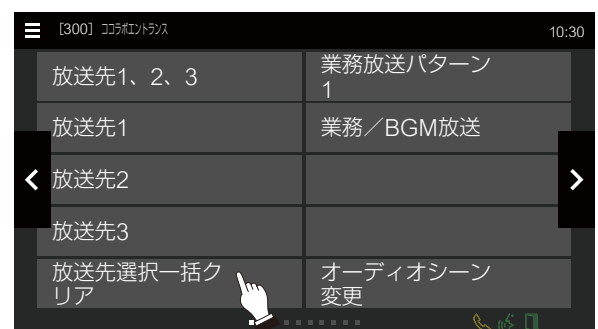 [300] ココラボエントランス
10:30
放送先1、2、3
業務放送パターン
1
放送先1
業務／BGM放送
放送先2
放送先3
放送先選択一括ク
リア
オーディオシーン
変更